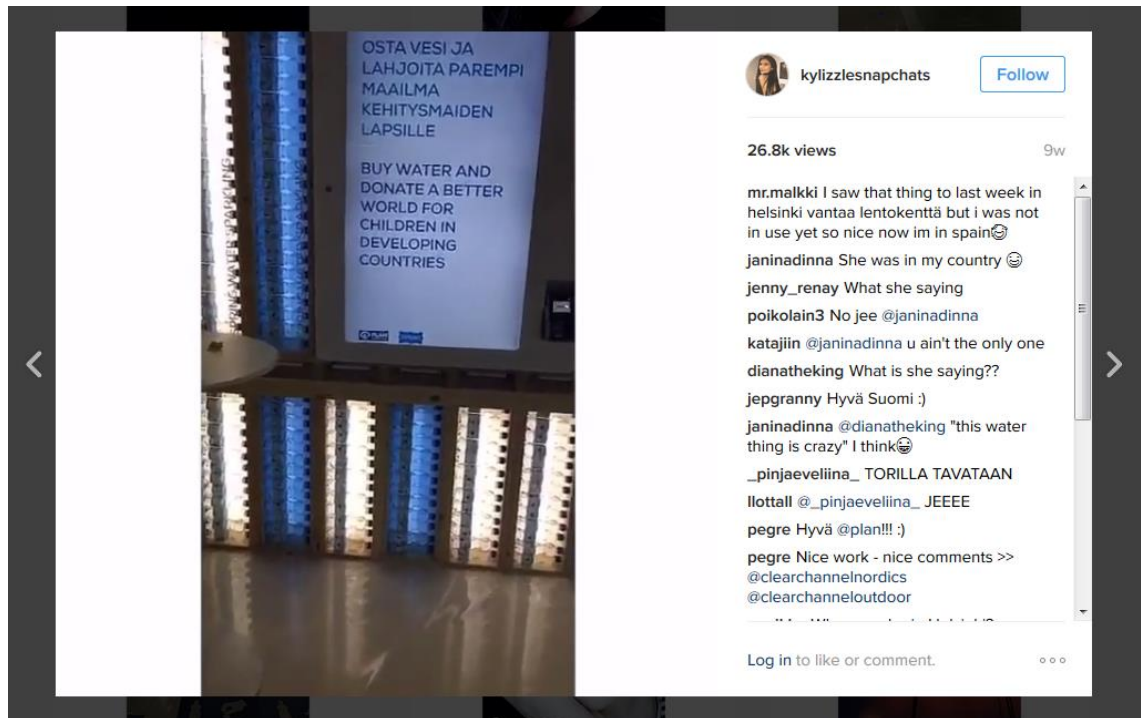 OSTA VESI JA
LAHJOITA PAREMPI
MAAILMA
KEHITYSMAIDEN
LAPSILLE
BUY WATER AND
DONATE A BETTER
WORLD FOR
CHILDREN IN
DEVELOPING
COUNTRIES
PLAN
kylizzlesnapchats
Follow
26.8k views 9w
mr.malkki I saw that thing to last week in
helsinki vantaa lentokenttä but i was not
in use yet so nice now im in spain
janinadinna She was in my country
jenny_renay What she saying
poikolain3 No jee @janinadinna
katajiin @janinadinna u ain't the only one
dianatheking What is she saying??
jepgranny Hyvä Suomi :)
janinadinna @dianatheking "this water
thing is crazy" I think
_pinjaeveliina_ TORILLA TAVATAAN
llottall @_pinjaeveliina_ JEEEE
pegre Hyvä @plan!!! :)
pegre Nice work - nice comments >>
@clearchannelnordics
@clearchanneloutdoor
Log in to like or comment.